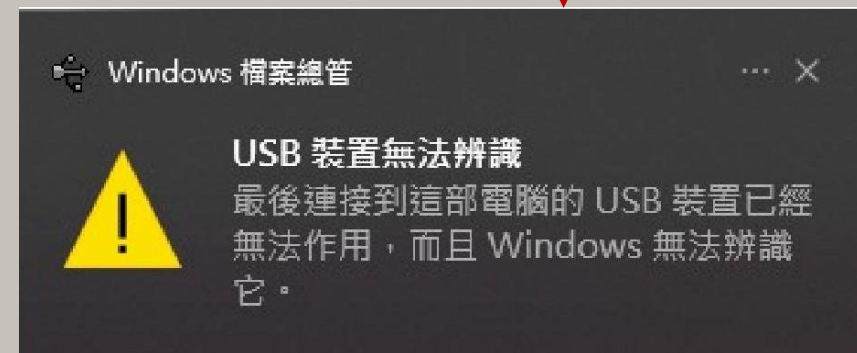 Windows 檔案總管
USB 裝置無法辨識
最後連接到這部電腦的 USB 裝置已經
無法作用，而且 Windows 無法辨識
它。